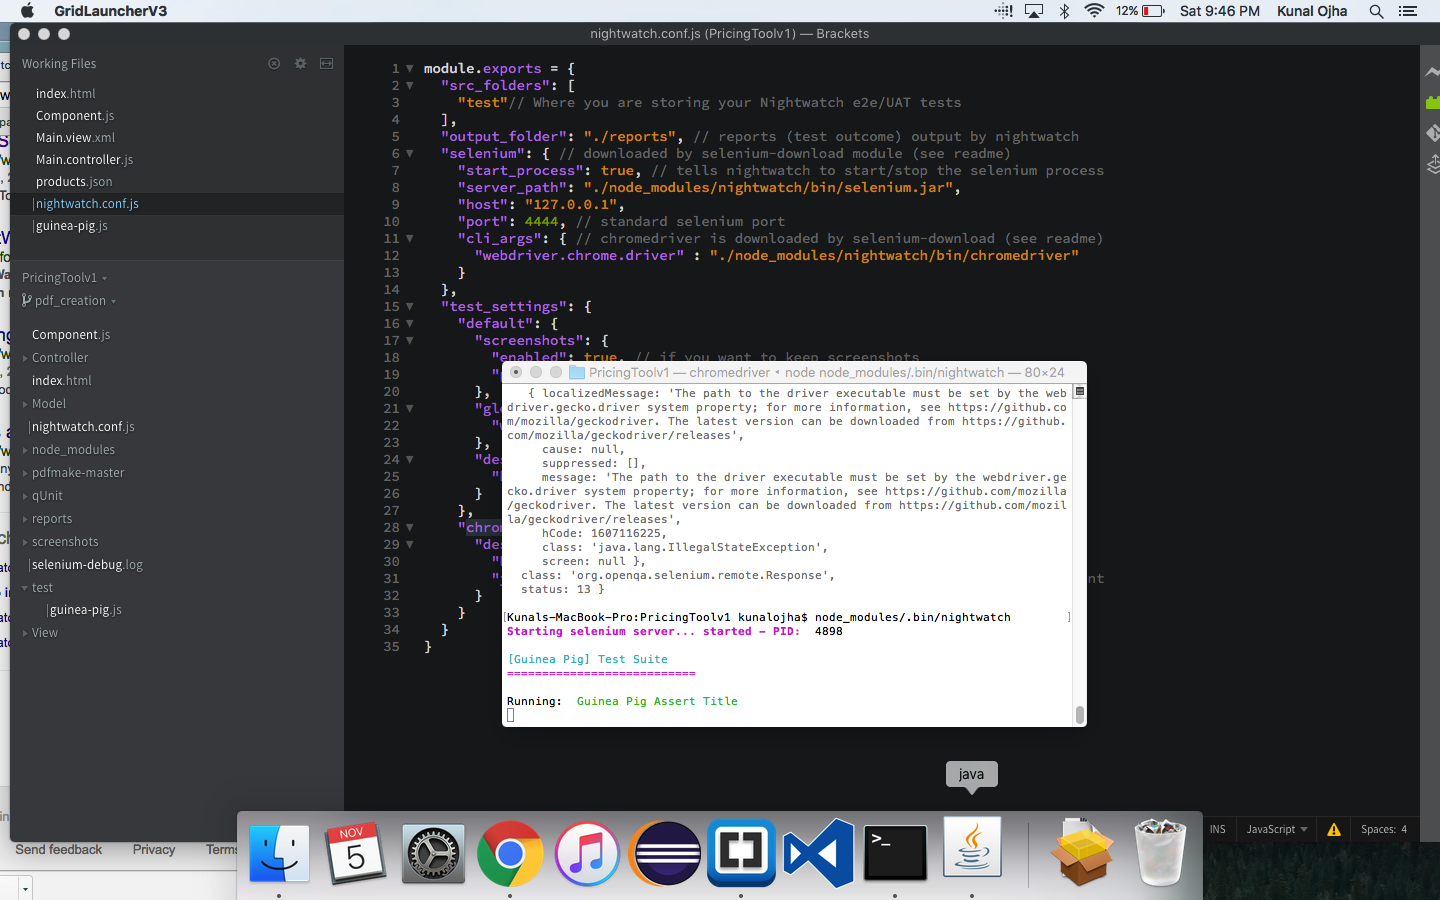 GridLauncherV3
12%
Sat 9:46 PM
Kunal Ojha
nightwatch.conf.js (PricingToolv1) — Brackets
Working Files
index.html
Component.js
Main.view.xml
Main.controller.js
products.json
nightwatch.conf.js
guinea-pig.js
PricingToolv1
pdf_creation
Component.js
Controller
index.html
Model
nightwatch.conf.js
node_modules
pdfmake-master
qUnit
reports
screenshots
selenium-debug.log
test
guinea-pig.js
View
1 module.exports = {
2 "src_folders": [
3 "test"// Where you are storing your Nightwatch e2e/UAT tests
4 ],
5 "output_folder": "./reports", // reports (test outcome) output by nightwatch
6 "selenium": { // downloaded by selenium-download module (see readme)
7 "start_process": true, // tells nightwatch to start/stop the selenium process
8 "server_path": "./node_modules/nightwatch/bin/selenium.jar",
9 "host": "127.0.0.1",
10 "port": 4444, // standard selenium port
11 "cli_args": { // chromedriver is downloaded by selenium-download (see readme)
12 "webdriver.chrome.driver" : "./node_modules/nightwatch/bin/chromedriver"
13 }
14 },
15 "test_settings": {
16 "default": {
17 "screenshots": {
18 "enabled": true, // if you want to keep screenshots
19
20 },
21 "glo
22
23 },
24 "des
25
26 }
27 },
28 "chrom
29 "des
30
31 nt
32 }
33 }
34 }
35 }
PricingToolv1 — chromedriver • node node_modules/.bin/nightwatch — 80×24
{ localizedMessage: 'The path to the driver executable must be set by the web
driver.gecko.driver system property; for more information, see https://github.co
m/mozilla/geckodriver. The latest version can be downloaded from https://github.
com/mozilla/geckodriver/releases',
cause: null,
suppressed: [],
message: 'The path to the driver executable must be set by the webdriver.ge
cko.driver system property; for more information, see https://github.com/mozilla
/geckodriver. The latest version can be downloaded from https://github.com/mozil
la/geckodriver/releases',
hCode: 1607116225,
class: 'java.lang.IllegalStateException',
screen: null },
class: 'org.openqa.selenium.remote.Response',
status: 13 }
[Kunals-MacBook-Pro:PricingToolv1 kunalojha$ node_modules/.bin/nightwatch ]
Starting selenium server... started - PID: 4898
[Guinea Pig] Test Suite
===========================
Running: Guinea Pig Assert Title
java
INS
JavaScript
Spaces: 4
Send feedback
Privacy
Terms
NOV
5
>_